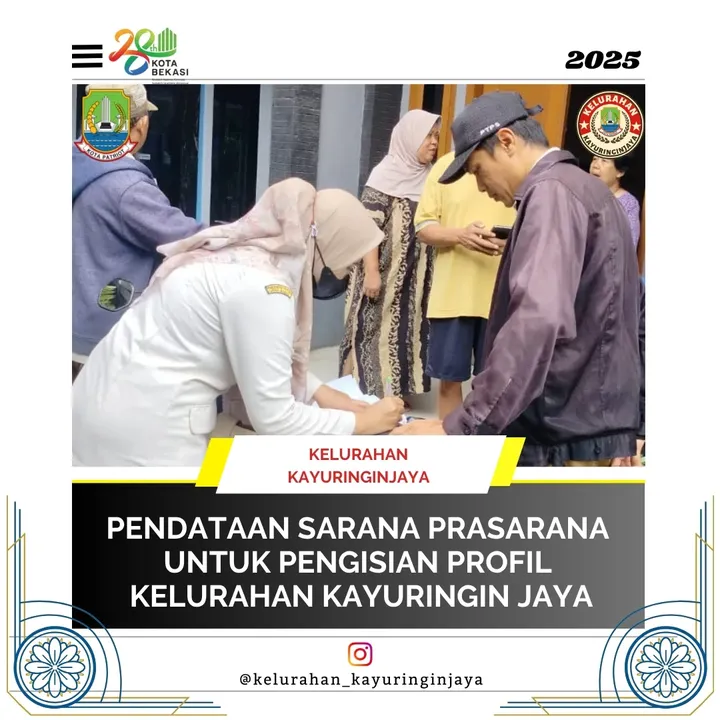 28th
KOTA
BEKASI
2025
KOTA PATRIOT
KELURAHAN
KAYURINGINJAYA
PTPS
KELURAHAN
KAYURINGINJAYA
PENDATAAN SARANA PRASARANA
UNTUK PENGISIAN PROFIL
KELURAHAN KAYURINGIN JAYA
@kelurahan_kayuringinjaya